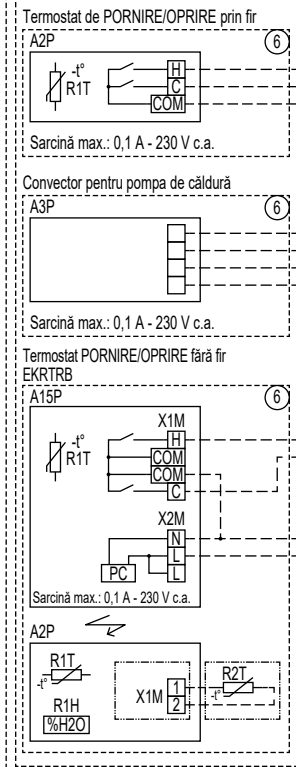 Termostat de PORNIRE/OPRIRE prin fir
A2P
6
-t°
R1T
H
C
COM
Sarcină max.: 0,1 A - 230 V c.a.
Convector pentru pompa de căldură
A3P
6
Sarcină max.: 0,1 A - 230 V c.a.
Termostat PORNIRE/OPRIRE fără fir
EKRTRB
A15P
6
X1M
-t°
R1T
H
COM
COM
C
X2M
N
L
L
PC
Sarcină max.: 0,1 A - 230 V c.a.
A2P
R1T
-t°
R1H
%H2O
X1M
1
2
R2T
-t°